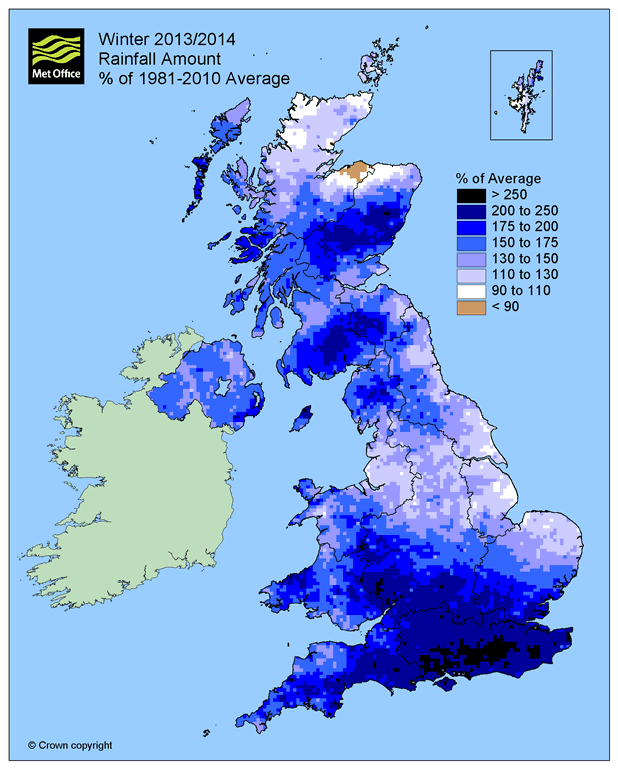 Met Office
Winter 2013/2014
Rainfall Amount
% of 1981-2010 Average
% of Average
> 250
200 to 250
175 to 200
150 to 175
130 to 150
110 to 130
90 to 110
< 90
© Crown copyright